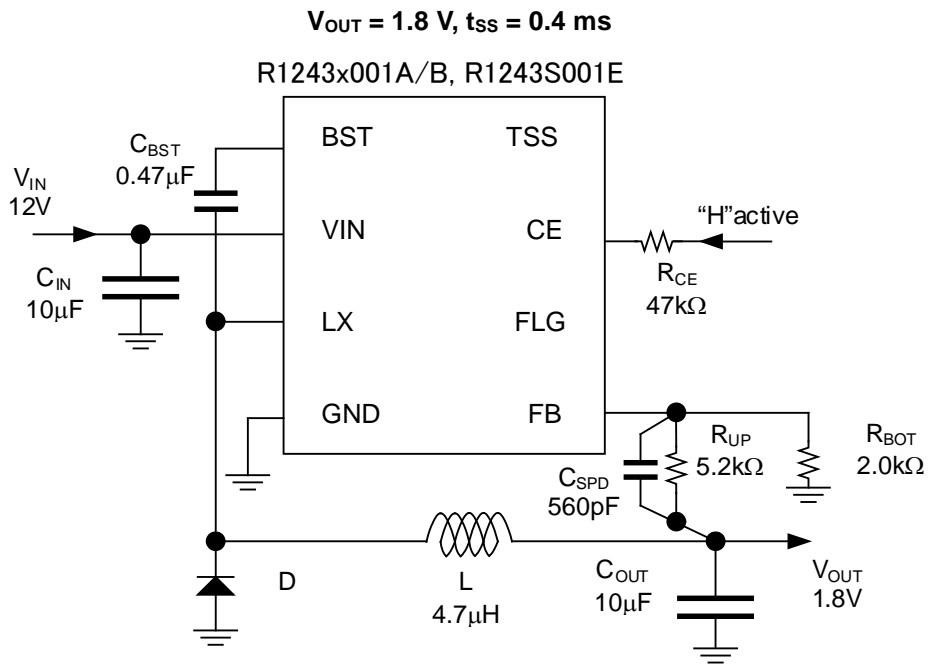 VOUT = 1.8 V, tSS = 0.4 ms
R1243x001A/B, R1243S001E
BST
TSS
CBST
0.47μF
VIN
12V
VIN
CE
“H”active
RCE
47kΩ
CIN
10μF
LX
FLG
GND
FB
RUP
5.2kΩ
RBOT
2.0kΩ
CSPD
560pF
D
L
4.7μH
COUT
10μF
VOUT
1.8V